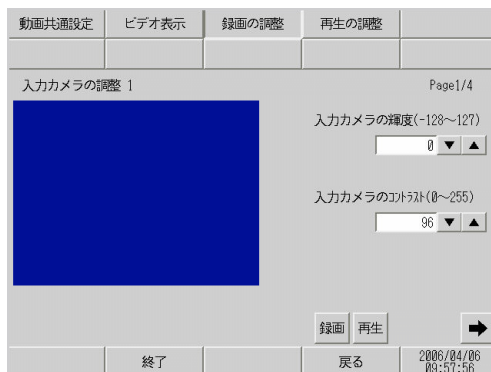 動画共通設定 ビデオ表示 録画の調整 再生の調整
入力カメラの調整 1 Page1/4
入力カメラの輝度(-128～127)
0 ▼ ▲
入力カメラのｺﾝﾄﾗｽﾄ(0～255)
96 ▼ ▲
録画 再生
終了 戻る 2006/04/06
09:57:56